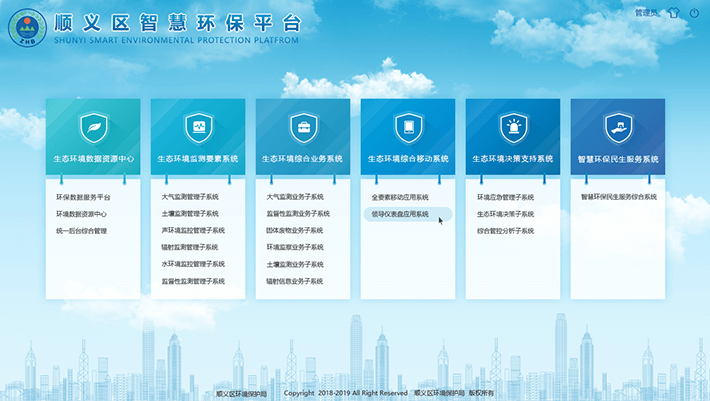 顺义区智慧环保平台
SHUNYI SMART ENVIRONMENTAL PROTECTION PLATFROM
ZHB
管理员
生态环境数据资源中心
环保数据服务平台
环境数据资源中心
统一后台综合管理
生态环境监测要素系统
大气监测管理子系统
土壤监测管理子系统
声环境监控管理子系统
辐射监测管理子系统
水环境监控管理子系统
监督性监测管理子系统
生态环境综合业务系统
大气监测业务子系统
监督性监测业务子系统
固体废物业务子系统
环境监察业务子系统
土壤监测业务子系统
辐射信息业务子系统
生态环境综合移动系统
全要素移动应用系统
领导仪表盘应用系统
生态环境决策支持系统
环境应急管理子系统
生态环境决策子系统
综合管控分析子系统
智慧环保民生服务系统
智慧环保民生服务综合系统
顺义区环境保护局 Copyright 2018-2019 All Right Reserved 顺义区环境保护局 版权所有